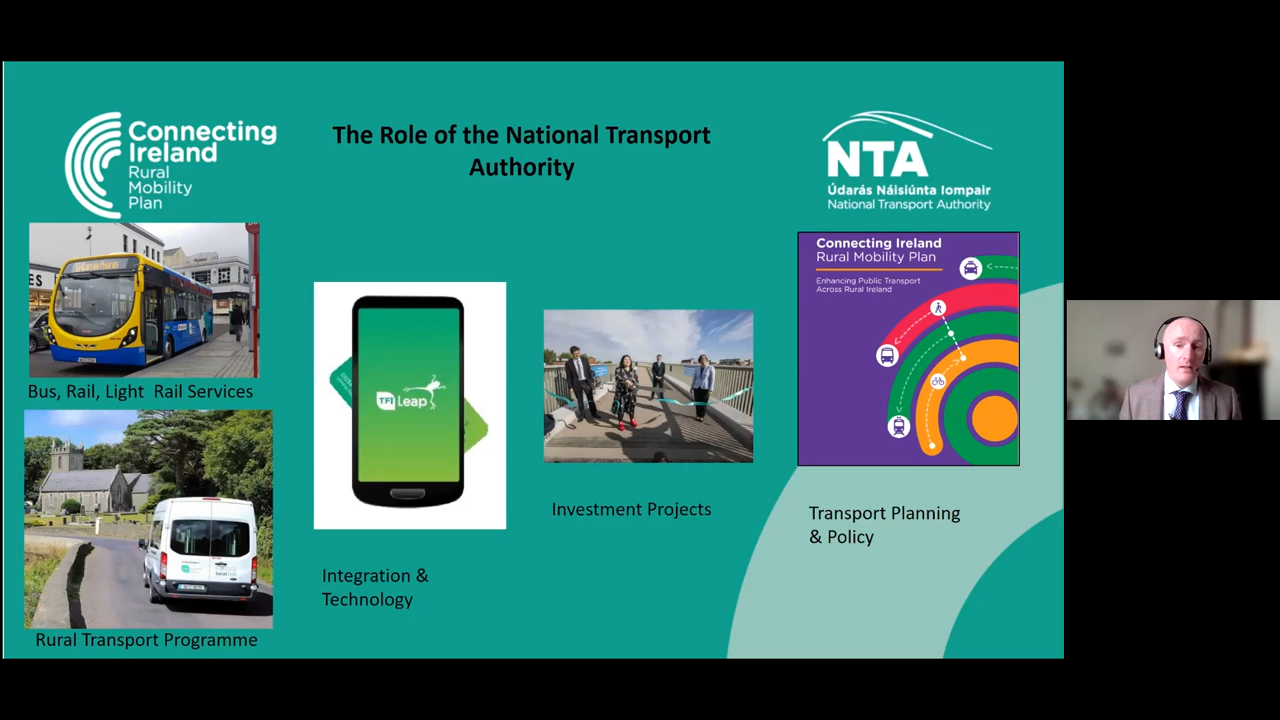 Connecting
Ireland
Rural
Mobility
Plan
The Role of the National Transport
Authority
NTA
Údarás Náisiúnta Iompair
National Transport Authority
Bus, Rail, Light Rail Services
Rural Transport Programme
TFI Leap
Integration &
Technology
Investment Projects
Connecting Ireland
Rural Mobility Plan
Enhancing Public Transport
Across Rural Ireland
Transport Planning
& Policy